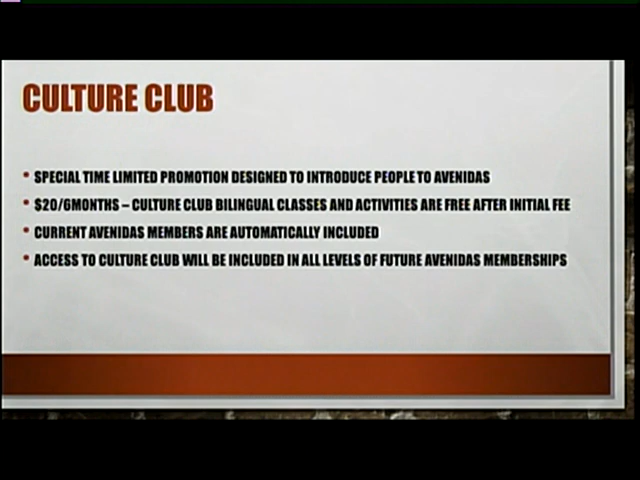 CULTURE CLUB
• SPECIAL TIME LIMITED PROMOTION DESIGNED TO INTRODUCE PEOPLE TO AVENIDAS
• $20/6MONTHS – CULTURE CLUB BILINGUAL CLASSES AND ACTIVITIES ARE FREE AFTER INITIAL FEE
• CURRENT AVENIDAS MEMBERS ARE AUTOMATICALLY INCLUDED
• ACCESS TO CULTURE CLUB WILL BE INCLUDED IN ALL LEVELS OF FUTURE AVENIDAS MEMBERSHIPS